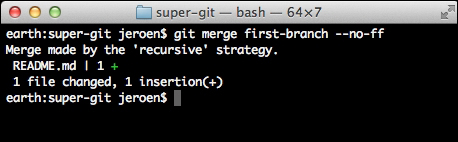 super-git — bash — 64×7
earth:super-git jeroen$ git merge first-branch --no-ff
Merge made by the 'recursive' strategy.
 README.md | 1 +
 1 file changed, 1 insertion(+)
earth:super-git jeroen$